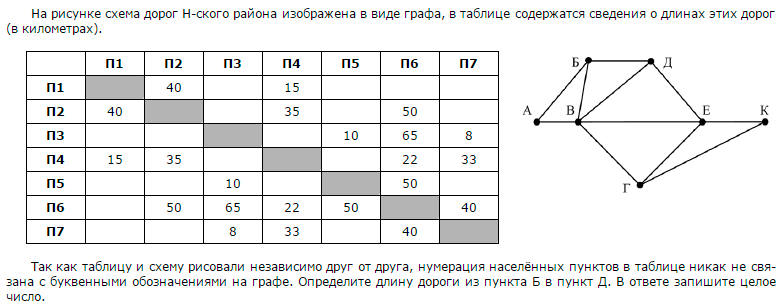 На рисунке схема дорог Н-ского района изображена в виде графа, в таблице содержатся сведения о длинах этих дорог
(в километрах).
П1 П2 П3 П4 П5 П6 П7
П1 40 15
П2 40 35 50
П3 10 65 8
П4 15 35 22 33
П5 10 50
П6 50 65 22 50 40
П7 8 33 40
Б Д
А В Е К
Г
Так как таблицу и схему рисовали независимо друг от друга, нумерация населённых пунктов в таблице никак не свя-
зана с буквенными обозначениями на графе. Определите длину дороги из пункта Б в пункт Д. В ответе запишите целое
число.